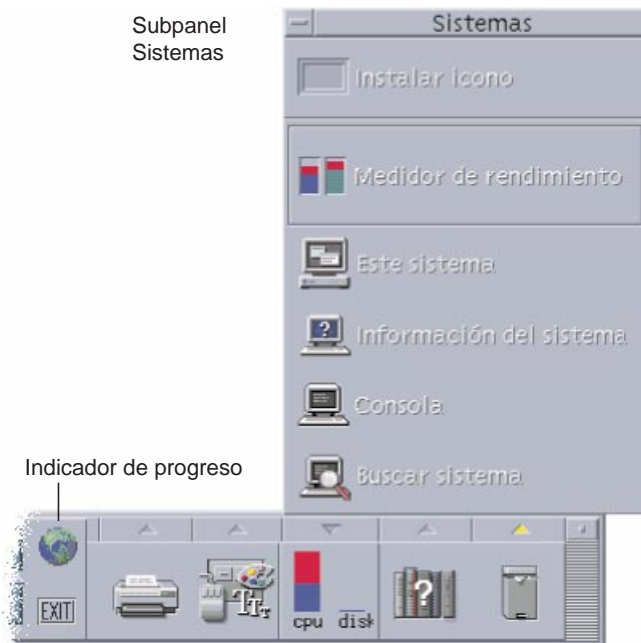 Subpanel
Sistemas
Sistemas
Instalar icono
Medidor de rendimiento
Este sistema
Información del sistema
Consola
Buscar sistema
Indicador de progreso
EXIT
TTT
?
cpu disk
?